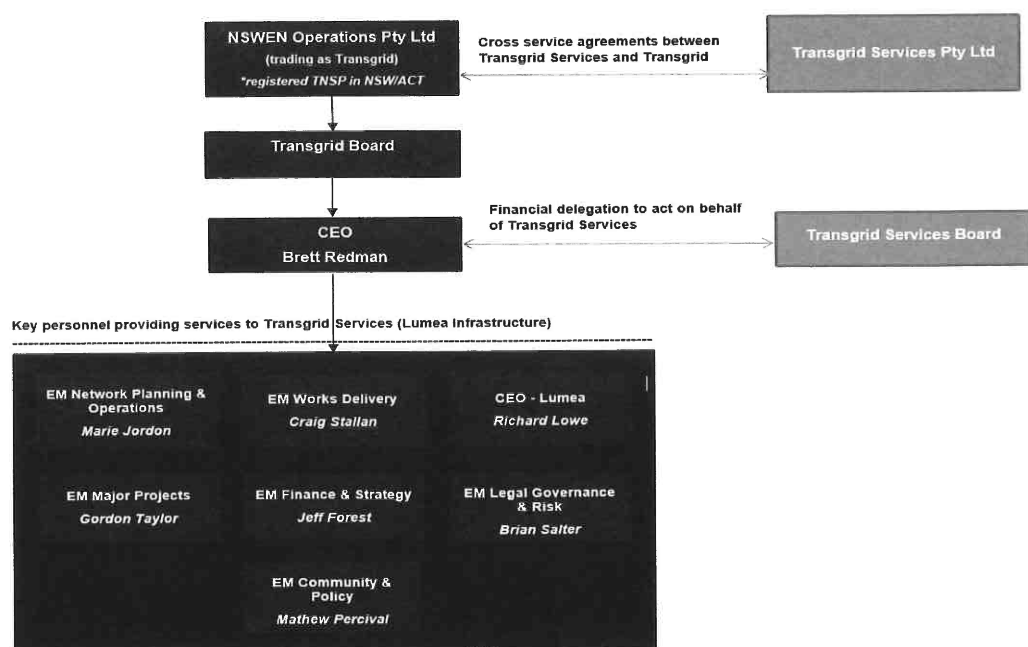 NSWEN Operations Pty Ltd
(trading as Transgrid)
*registered TNSP in NSW/ACT
Cross service agreements between
Transgrid Services and Transgrid
Transgrid Services Pty Ltd
Transgrid Board
CEO
Brett Redman
Financial delegation to act on behalf
of Transgrid Services
Transgrid Services Board
Key personnel providing services to Transgrid Services (Lumea Infrastructure)
EM Network Planning &
Operations
Marie Jordon
EM Works Delivery
Craig Stallan
CEO - Lumea
Richard Lowe
EM Major Projects
Gordon Taylor
EM Finance & Strategy
Jeff Forest
EM Legal Governance
& Risk
Brian Salter
EM Community &
Policy
Mathew Percival